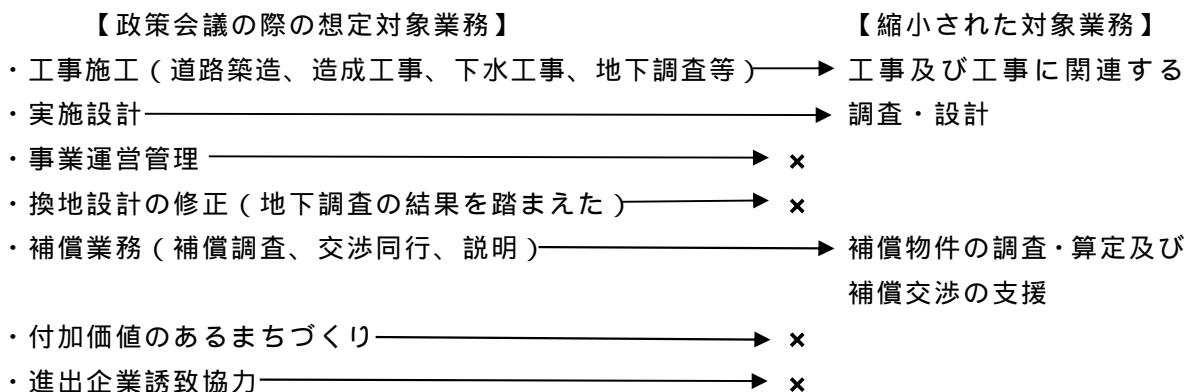 【政策会議の際の想定対象業務】 【縮小された対象業務】
・工事施工(道路築造、造成工事、下水工事、地下調査等) 工事及び工事に関連する
・実施設計 調査・設計
・事業運営管理 ×
・換地設計の修正(地下調査の結果を踏まえた) ×
・補償業務(補償調査、交渉同行、説明) 補償物件の調査・算定及び
補償交渉の支援
・付加価値のあるまちづくり ×
・進出企業誘致協力 ×